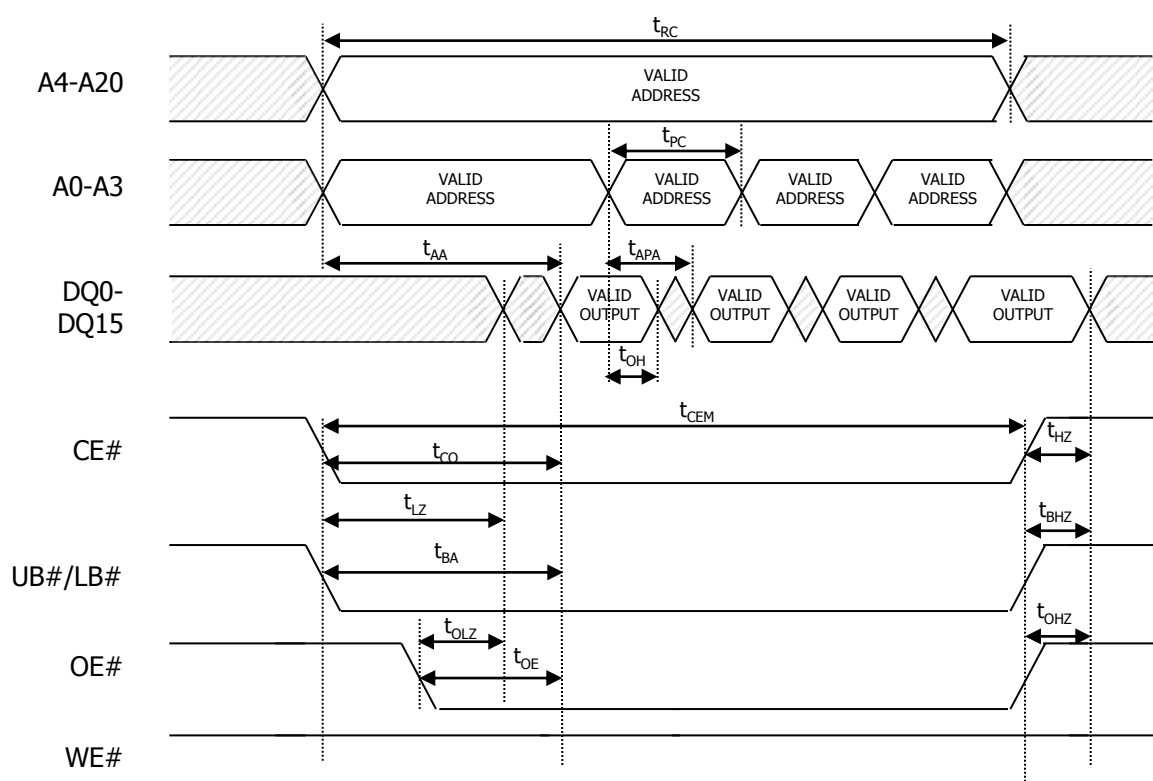 tRC
A4-A20
VALID
ADDRESS
tPC
A0-A3
VALID
ADDRESS
VALID
ADDRESS
VALID
ADDRESS
VALID
ADDRESS
tAA
tAPA
DQ0-
DQ15
VALID
OUTPUT
VALID
OUTPUT
VALID
OUTPUT
VALID
OUTPUT
tOH
tCEM
CE#
tCO
tHZ
tLZ
tBHZ
UB#/LB#
tBA
tOLZ
tOHZ
OE#
tOE
WE#